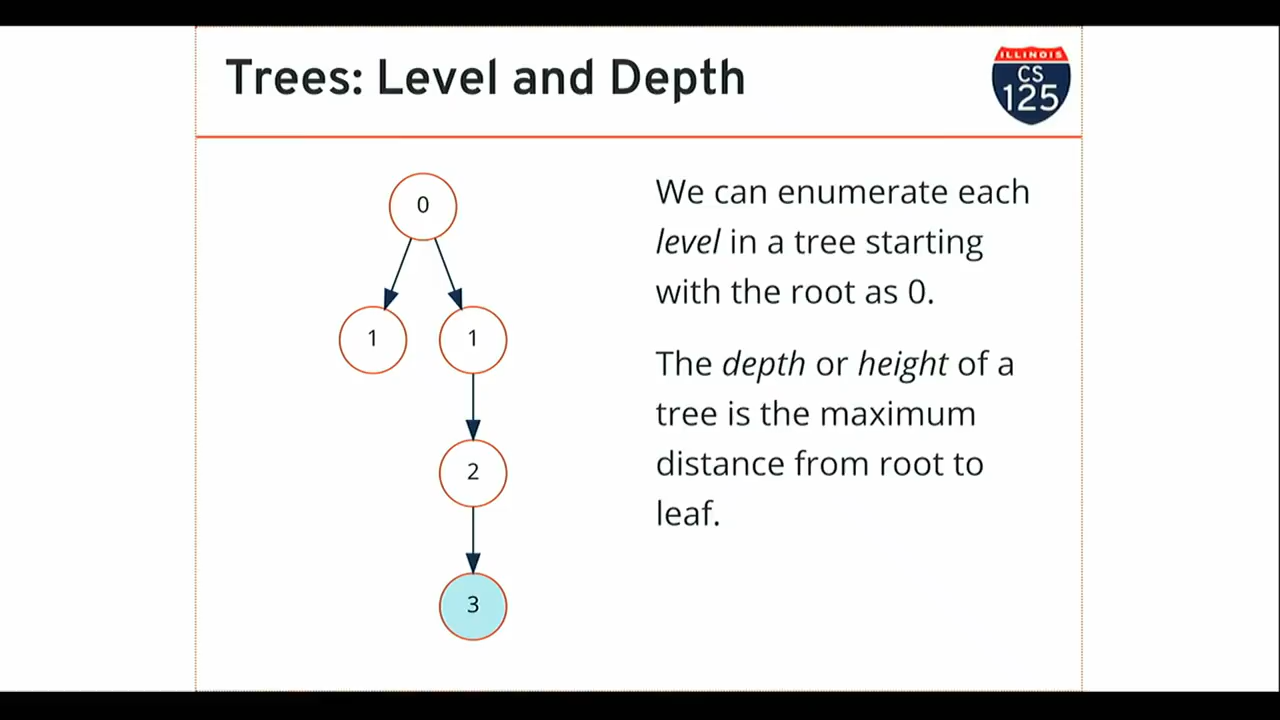 Trees: Level and Depth
ILLINOIS
CS
125
0
1 1
2
3
We can enumerate each
level in a tree starting
with the root as 0.
The depth or height of a
tree is the maximum
distance from root to
leaf.